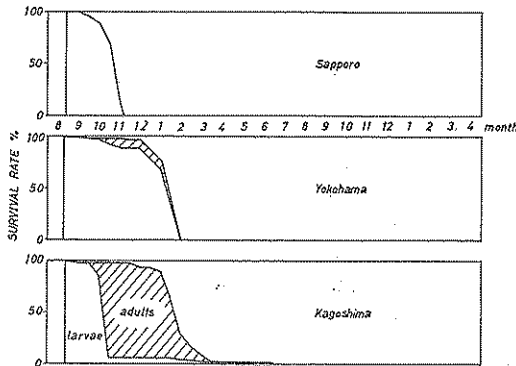 100
50
0
Sapporo
8 9 10 11 12 1 2 3 4 5 6 7 8 9 10 11 12 1 2 3 4 month
SURVIVAL RATE %
100
50
0
Yokohama
100
50
0
larvae
adults
Kagoshima